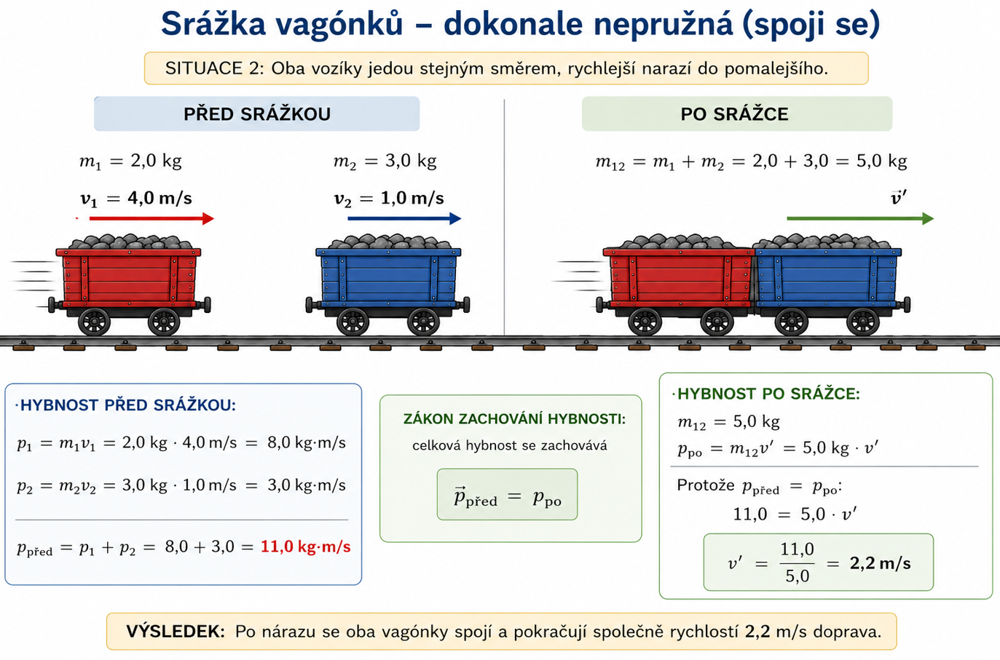 Srážka vagónků – dokonale nepružná (spoji se)
SITUACE 2: Oba vozíky jedou stejným směrem, rychlejší narazí do pomalejšího.
PŘED SRÁŽKOU
PO SRÁŽCE
m₁ = 2,0 kg
m₂ = 3,0 kg
m₁₂ = m₁ + m₂ = 2,0 + 3,0 = 5,0 kg
v₁ = 4,0 m/s
v₂ = 1,0 m/s
v⃗′
·HYBNOST PŘED SRÁŽKOU:
p₁ = m₁v₁ = 2,0 kg · 4,0 m/s = 8,0 kg·m/s
p₂ = m₂v₂ = 3,0 kg · 1,0 m/s = 3,0 kg·m/s
p_před = p₁ + p₂ = 8,0 + 3,0 = 11,0 kg·m/s
ZÁKON ZACHOVÁNÍ HYBNOSTI:
celková hybnost se zachovává
p⃗_před = p_po
·HYBNOST PO SRÁŽCE:
m₁₂ = 5,0 kg
p_po = m₁₂v′ = 5,0 kg · v′
Protože p_před = p_po:
11,0 = 5,0 · v′
v′ = 11,0/5,0 = 2,2 m/s
VÝSLEDEK: Po nárazu se oba vagónky spojí a pokračují společně rychlostí 2,2 m/s doprava.